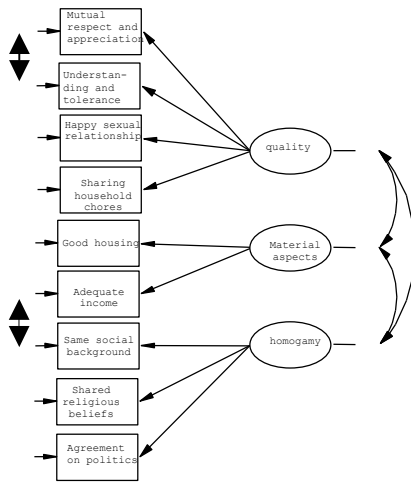 Mutual
respect and
appreciation
Understan-
ding and
tolerance
Happy sexual
relationship
Sharing
household
chores
Good housing
Adequate
income
Same social
background
Shared
religious
beliefs
Agreement
on politics
quality
Material
aspects
homogamy